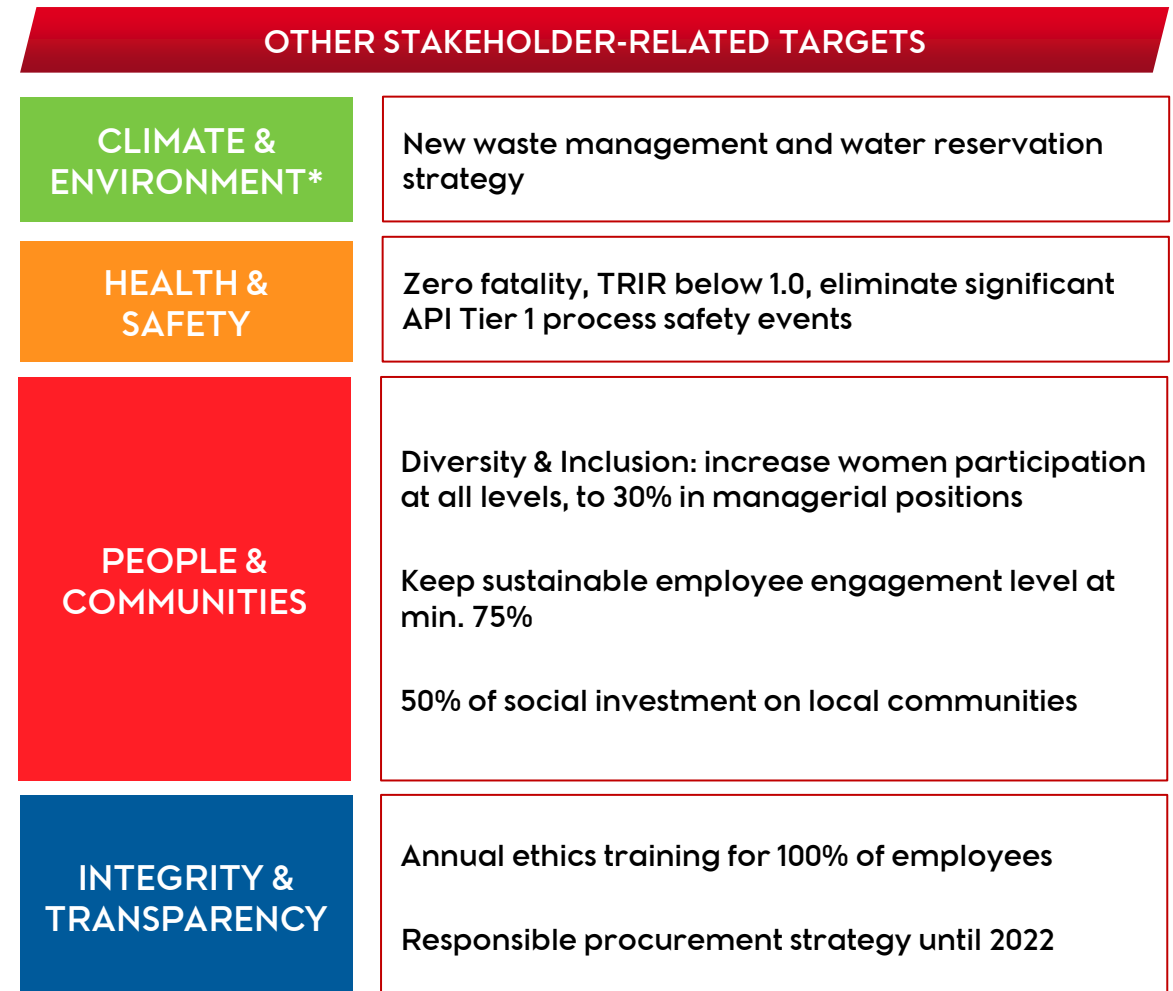 OTHER STAKEHOLDER-RELATED TARGETS
CLIMATE &
ENVIRONMENT*
New waste management and water reservation
strategy
HEALTH &
SAFETY
Zero fatality, TRIR below 1.0, eliminate significant
API Tier 1 process safety events
PEOPLE &
COMMUNITIES
Diversity & Inclusion: increase women participation
at all levels, to 30% in managerial positions
Keep sustainable employee engagement level at
min. 75%
50% of social investment on local communities
INTEGRITY &
TRANSPARENCY
Annual ethics training for 100% of employees
Responsible procurement strategy until 2022